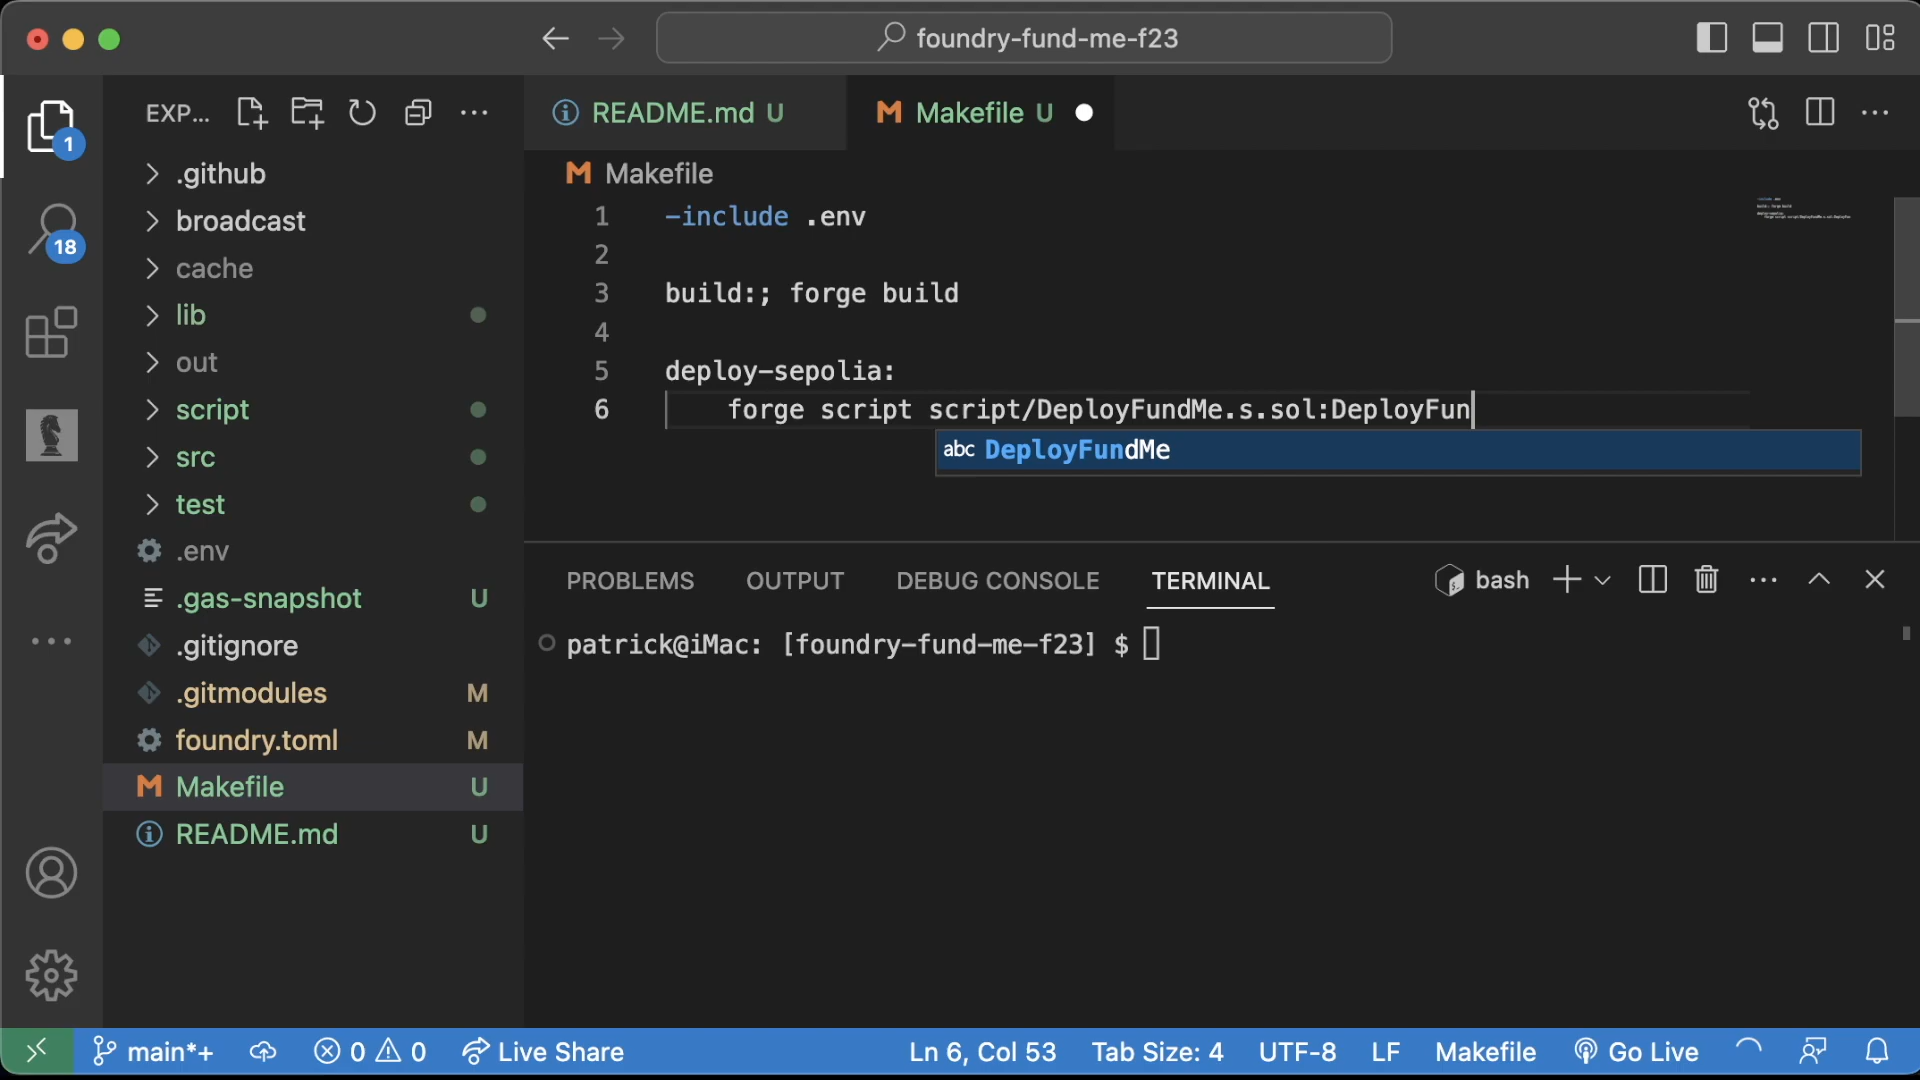 foundry-fund-me-f23
EXP...
1
18
.github
broadcast
cache
lib
out
script
src
test
.env
.gas-snapshot U
.gitignore
.gitmodules M
foundry.toml M
M Makefile U
README.md U
README.md U
M Makefile U
M Makefile
1 -include .env
2
3 build:; forge build
4
5 deploy-sepolia:
6 forge script script/DeployFundMe.s.sol:DeployFun
abc DeployFundMe
PROBLEMS OUTPUT DEBUG CONSOLE TERMINAL bash
patrick@iMac: [foundry-fund-me-f23] $
main*+ 0 0 Live Share Ln 6, Col 53 Tab Size: 4 UTF-8 LF Makefile Go Live